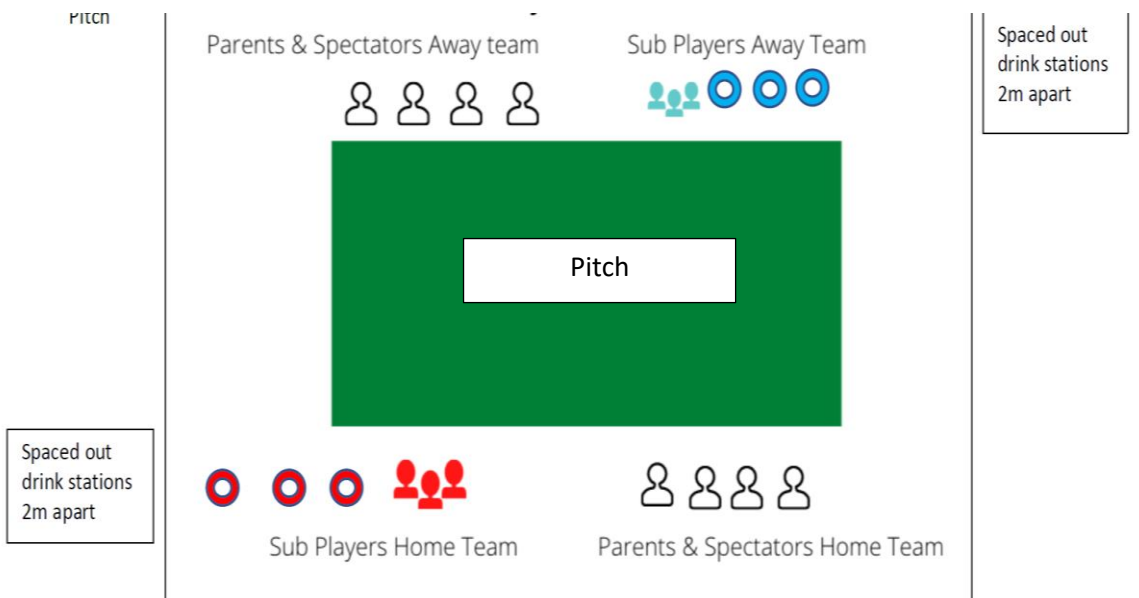 Pitch
Parents & Spectators Away team
Sub Players Away Team
Spaced out
drink stations
2m apart
Pitch
Spaced out
drink stations
2m apart
Sub Players Home Team
Parents & Spectators Home Team